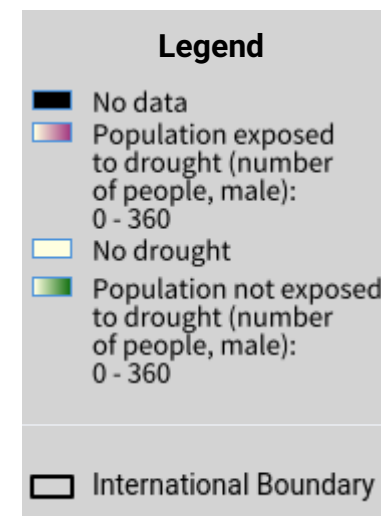 Legend
No data
Population exposed
to drought (number
of people, male):
0 - 360
No drought
Population not exposed
to drought (number
of people, male):
0 - 360
International Boundary